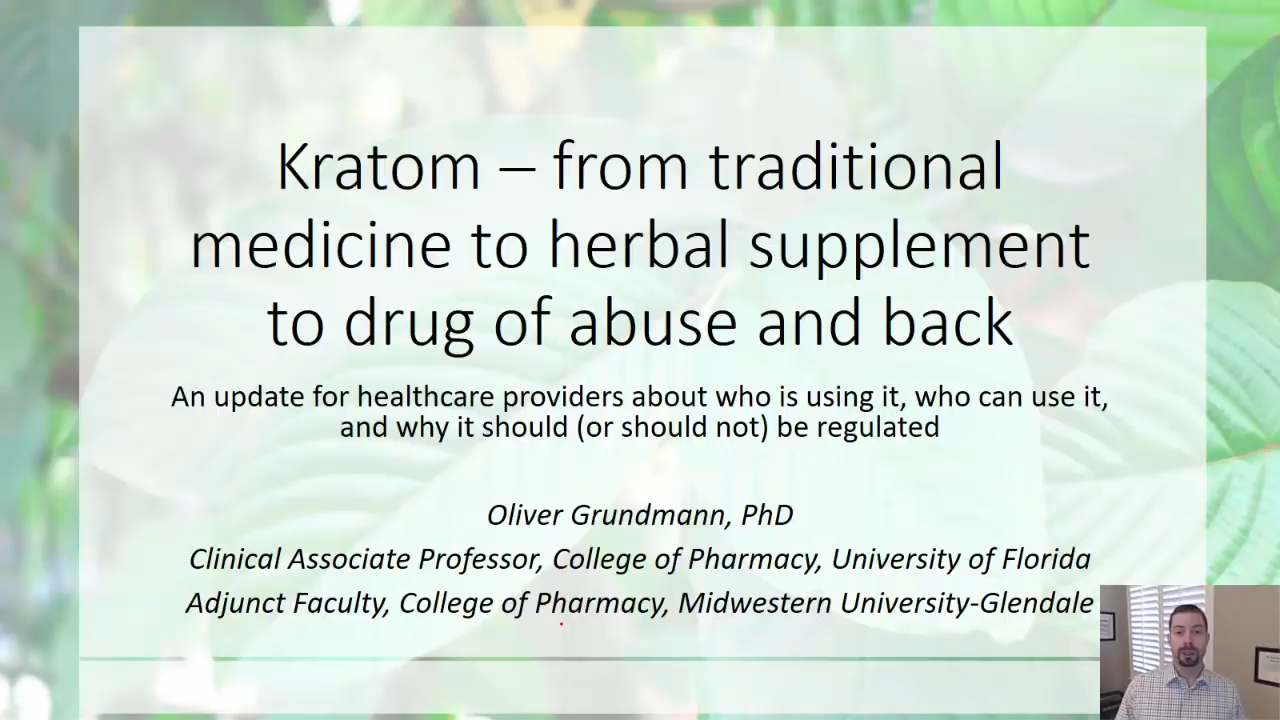 Kratom – from traditional
medicine to herbal supplement
to drug of abuse and back
An update for healthcare providers about who is using it, who can use it,
and why it should (or should not) be regulated
Oliver Grundmann, PhD
Clinical Associate Professor, College of Pharmacy, University of Florida
Adjunct Faculty, College of Pharmacy, Midwestern University-Glendale